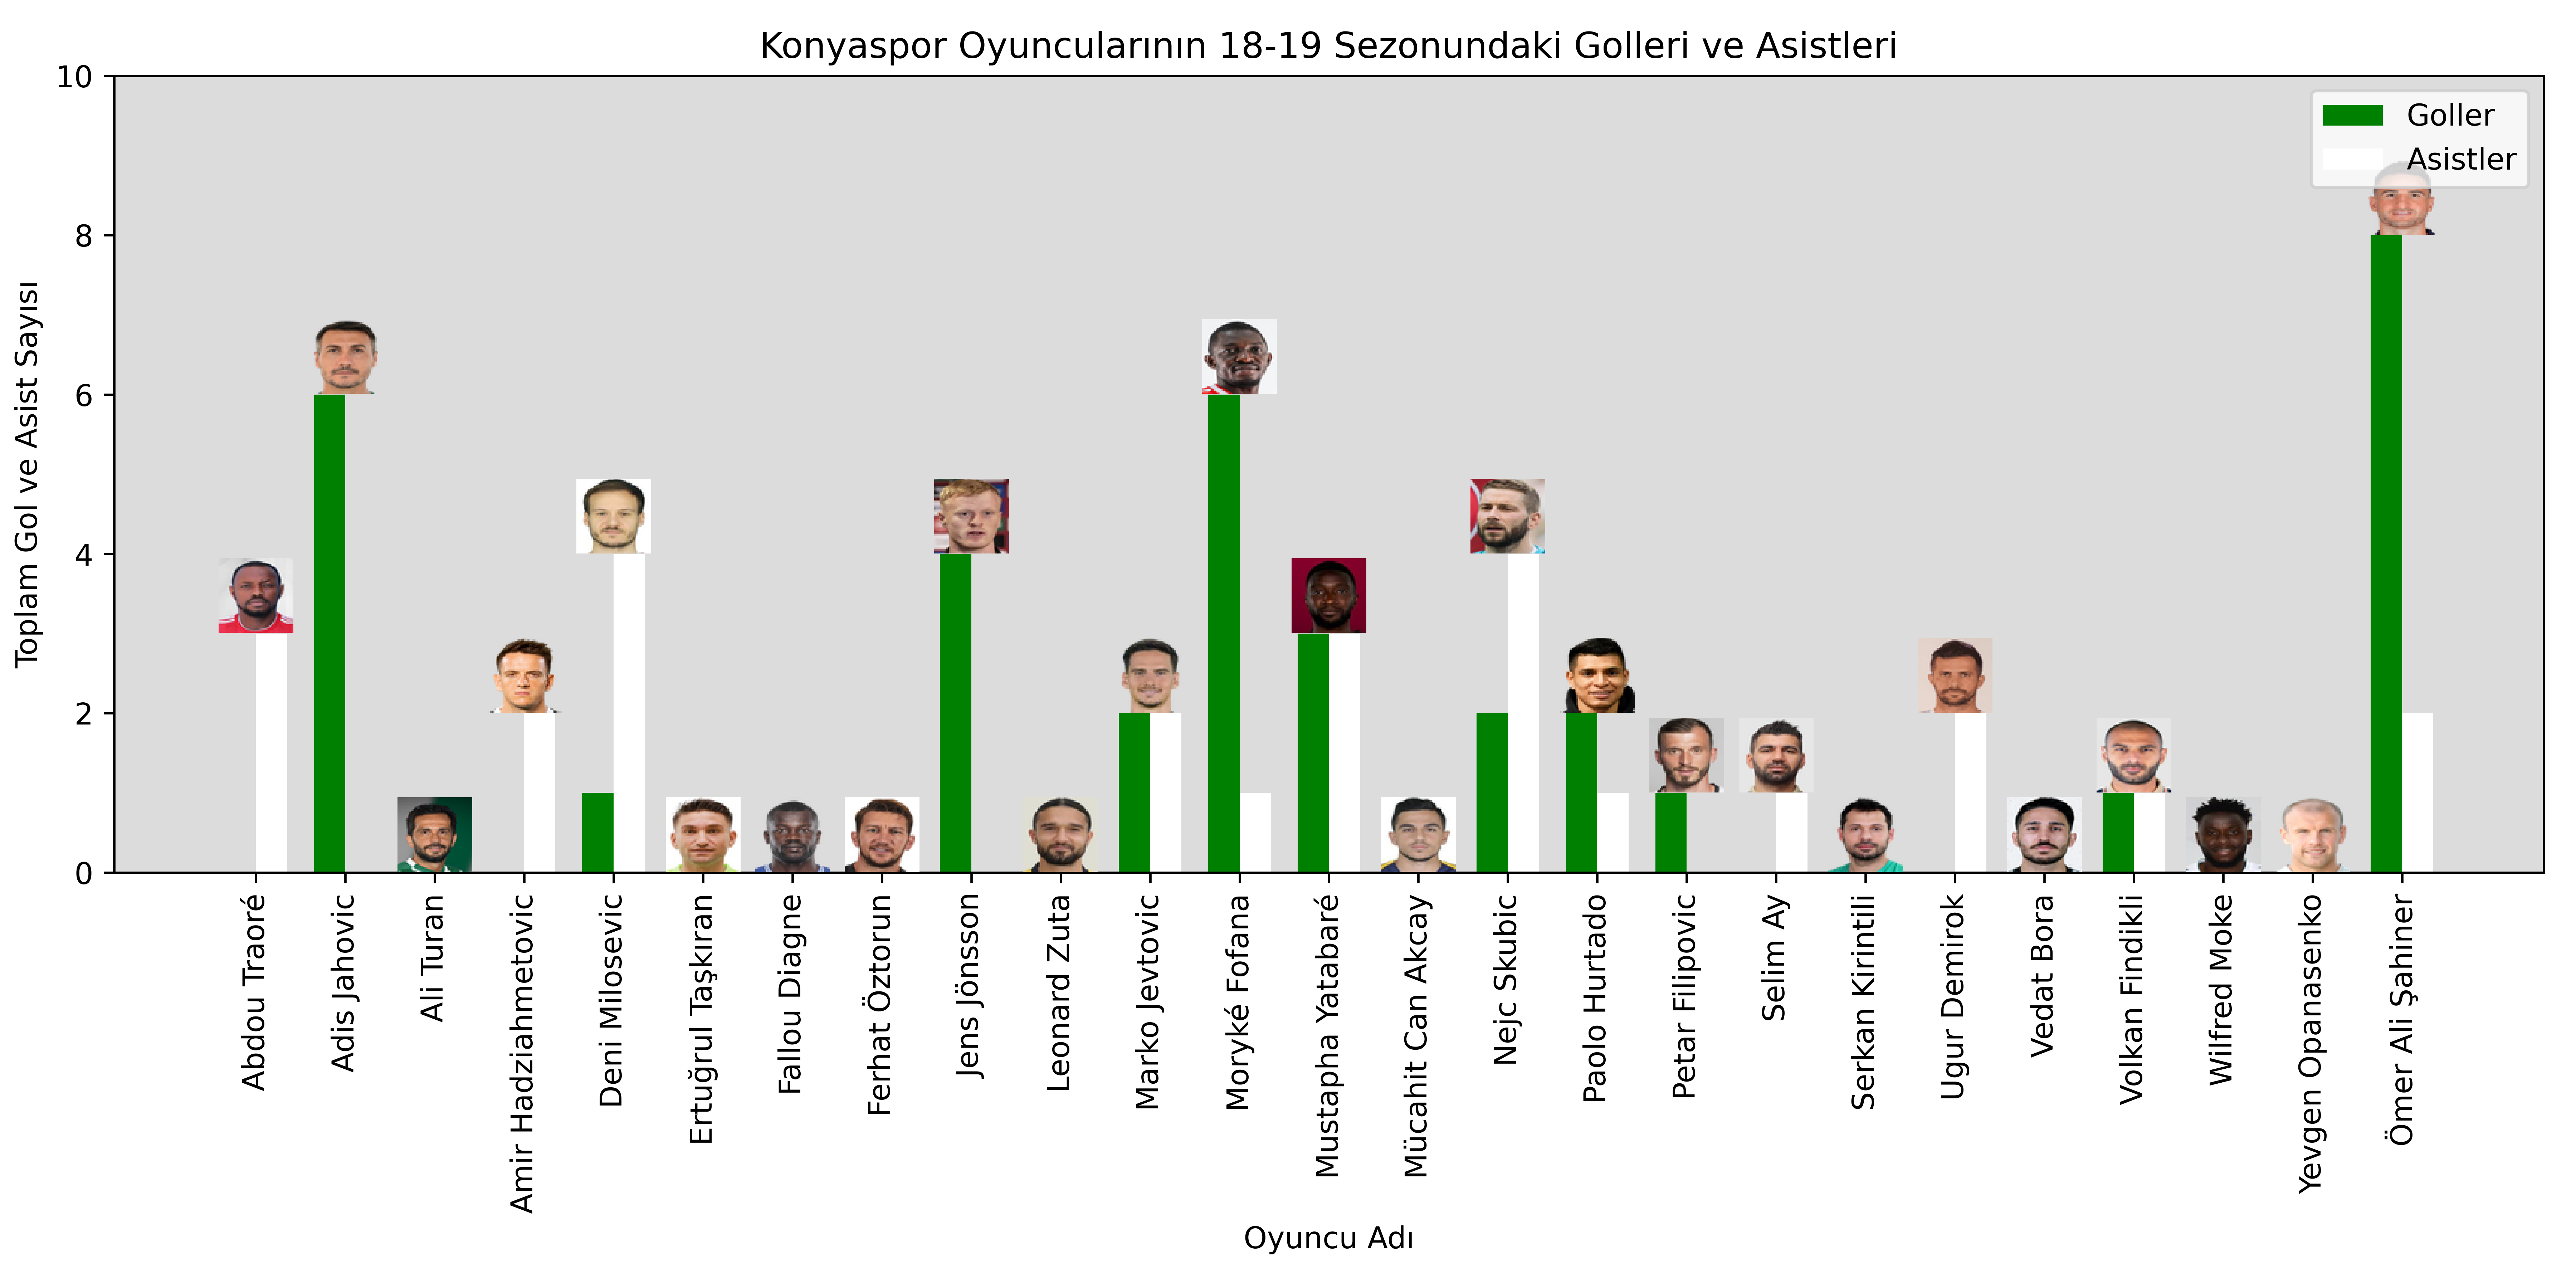 Konyaspor Oyuncularının 18-19 Sezonundaki Golleri ve Asistleri
Goller
Asistler
Toplam Gol ve Asist Sayısı
10
8
6
4
2
0
Abdou Traoré
Adis Jahovic
Ali Turan
Amir Hadziahmetovic
Deni Milosevic
Ertuğrul Taşkıran
Fallou Diagne
Ferhat Öztorun
Jens Jönsson
Leonard Zuta
Marko Jevtovic
Moryké Fofana
Mustapha Yatabaré
Mücahit Can Akcay
Nejc Skubic
Paolo Hurtado
Petar Filipovic
Selim Ay
Serkan Kirintili
Ugur Demirok
Vedat Bora
Volkan Findikli
Wilfred Moke
Yevgen Opanasenko
Ömer Ali Şahiner
Oyuncu Adı